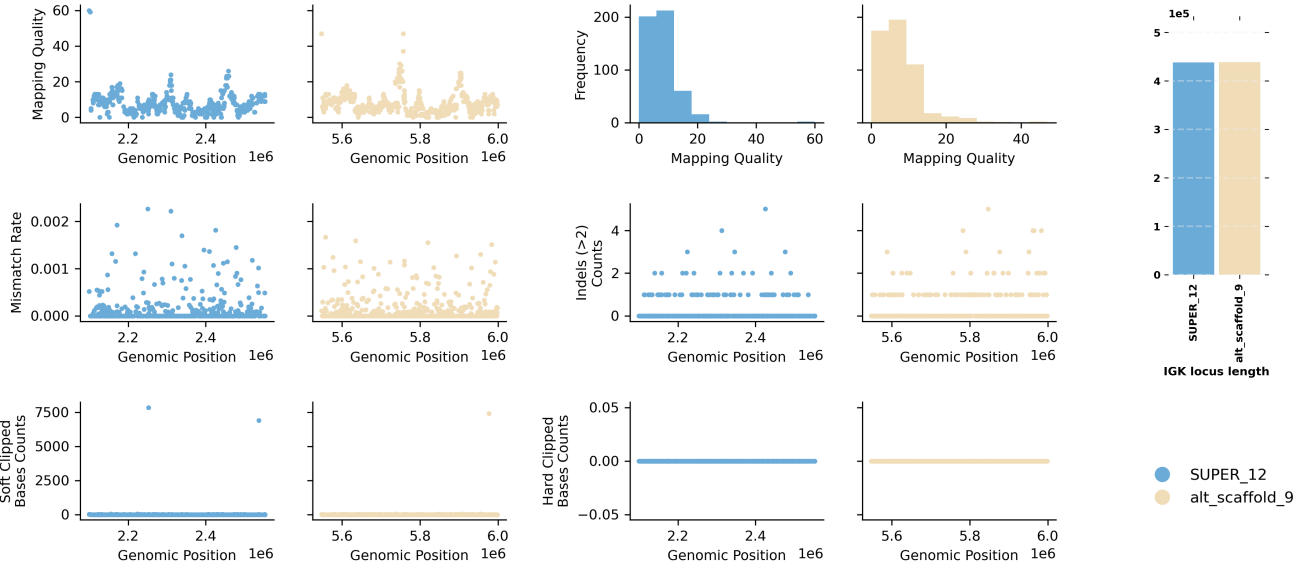 Mapping Quality
60
40
20
0
2.2
2.4
Genomic Position
1e6
5.6
5.8
6.0
Genomic Position
1e6
Frequency
200
100
0
0
20
40
60
Mapping Quality
0
20
40
Mapping Quality
1e5
5
4
3
2
1
0
SUPER_12
alt_scaffold_9
IGK locus length
Mismatch Rate
0.002
0.001
0.000
2.2
2.4
Genomic Position
1e6
5.6
5.8
6.0
Genomic Position
1e6
Indels (>2)
Counts
4
2
0
2.2
2.4
Genomic Position
1e6
5.6
5.8
6.0
Genomic Position
1e6
Soft Clipped
Bases Counts
7500
5000
2500
0
2.2
2.4
Genomic Position
1e6
5.6
5.8
6.0
Genomic Position
1e6
Hard Clipped
Bases Counts
0.05
0.00
−0.05
2.2
2.4
Genomic Position
1e6
5.6
5.8
6.0
Genomic Position
1e6
SUPER_12
alt_scaffold_9